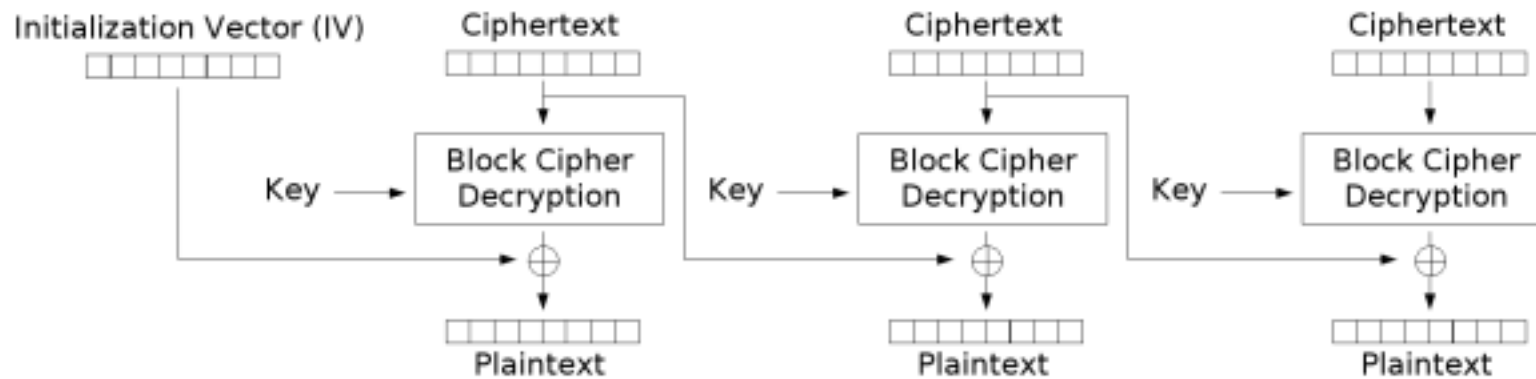 Initialization Vector (IV)
Ciphertext
Ciphertext
Ciphertext
Key
Block Cipher
Decryption
Key
Block Cipher
Decryption
Key
Block Cipher
Decryption
Plaintext
Plaintext
Plaintext